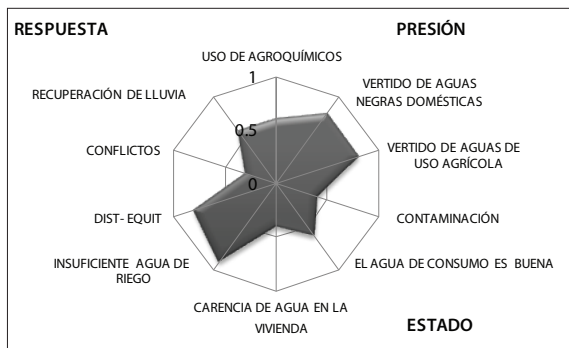 RESPUESTA
PRESIÓN
USO DE AGROQUÍMICOS
1
VERTIDO DE AGUAS
NEGRAS DOMÉSTICAS
RECUPERACIÓN DE LLUVIA
0.5
VERTIDO DE AGUAS DE
USO AGRÍCOLA
CONFLICTOS
0
DIST- EQUIT
CONTAMINACIÓN
INSUFICIENTE AGUA DE
RIEGO
EL AGUA DE CONSUMO ES BUENA
CARENCIA DE AGUA EN LA
VIVIENDA
ESTADO